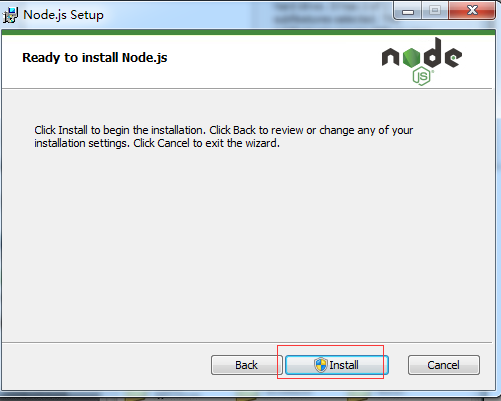 Node.js Setup
Ready to install Node.js
node
JS
Click Install to begin the installation. Click Back to review or change any of your
installation settings. Click Cancel to exit the wizard.
Back
Install
Cancel